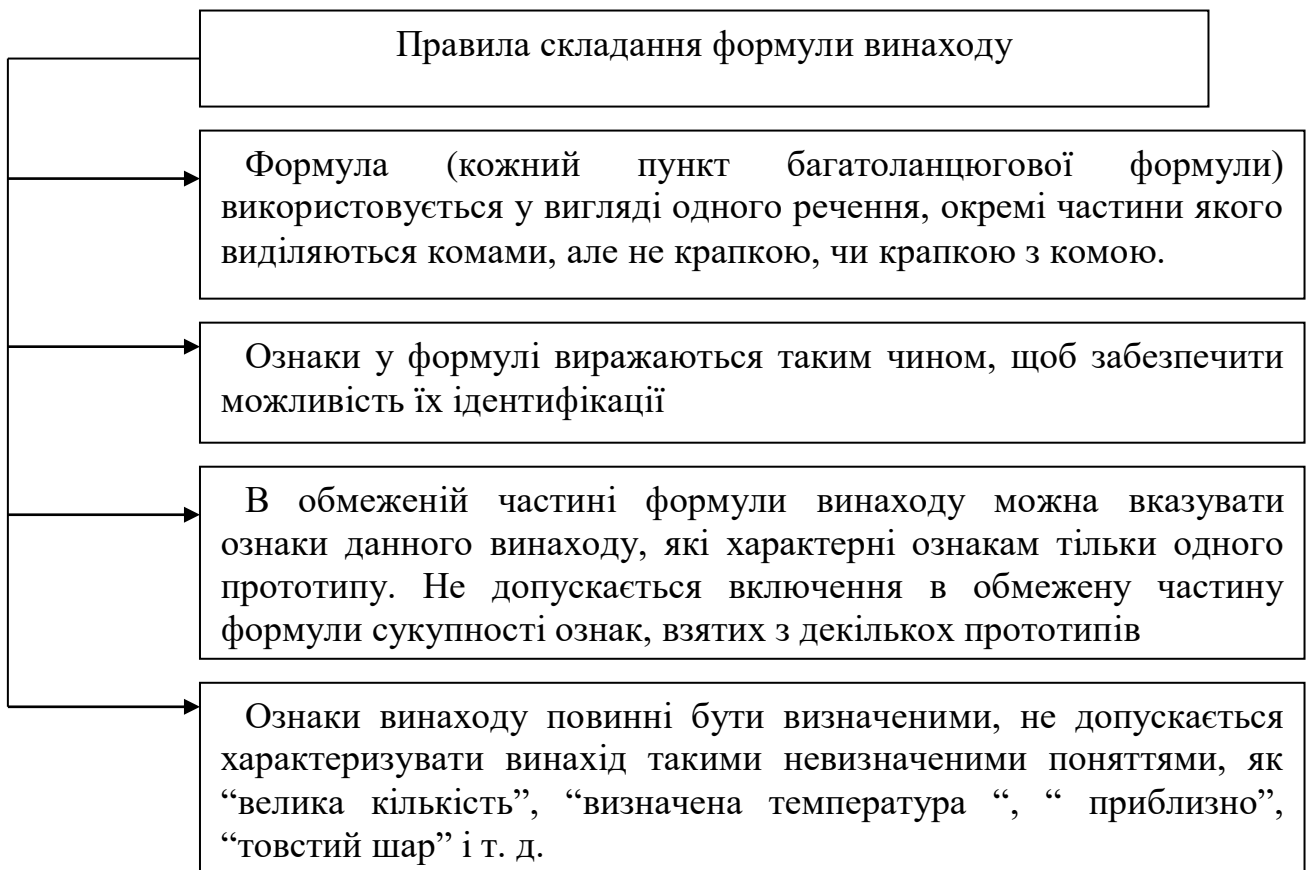 Правила складання формули винаходу
Формула (кожний пункт багатоланцюгової формули)
використовується у вигляді одного речення, окремі частини якого
виділяються комами, але не крапкою, чи крапкою з комою.
Ознаки у формулі виражаються таким чином, щоб забезпечити
можливість їх ідентифікації
В обмеженій частині формули винаходу можна вказувати
ознаки данного винаходу, які характерні ознакам тільки одного
прототипу. Не допускається включення в обмежену частину
формули сукупності ознак, взятих з декількох прототипів
Ознаки винаходу повинні бути визначеними, не допускається
характеризувати винахід такими невизначеними поняттями, як
“велика кількість”, “визначена температура “, “ приблизно”,
“товстий шар” і т. д.